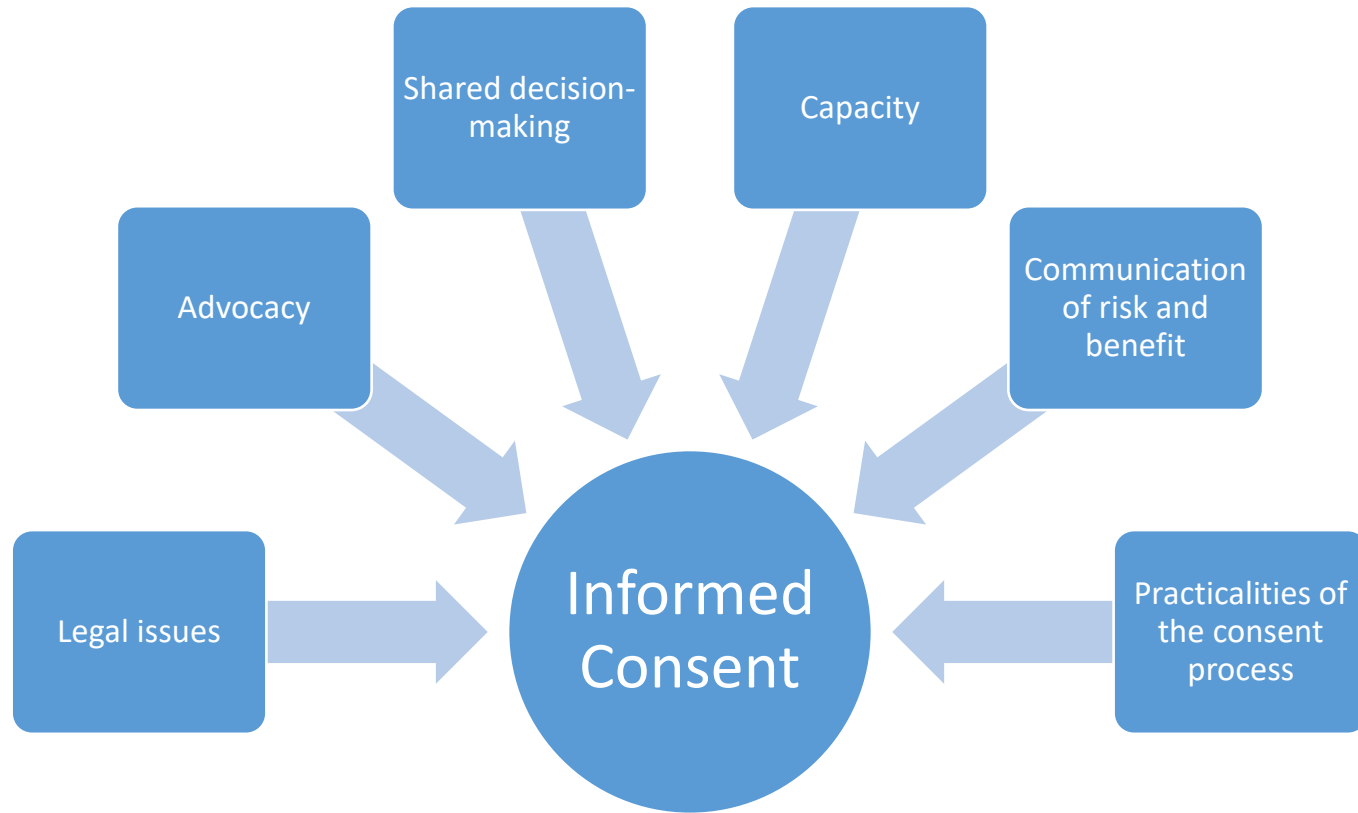 Shared decision-
making
Capacity
Advocacy
Communication
of risk and
benefit
Legal issues
Informed
Consent
Practicalities of
the consent
process